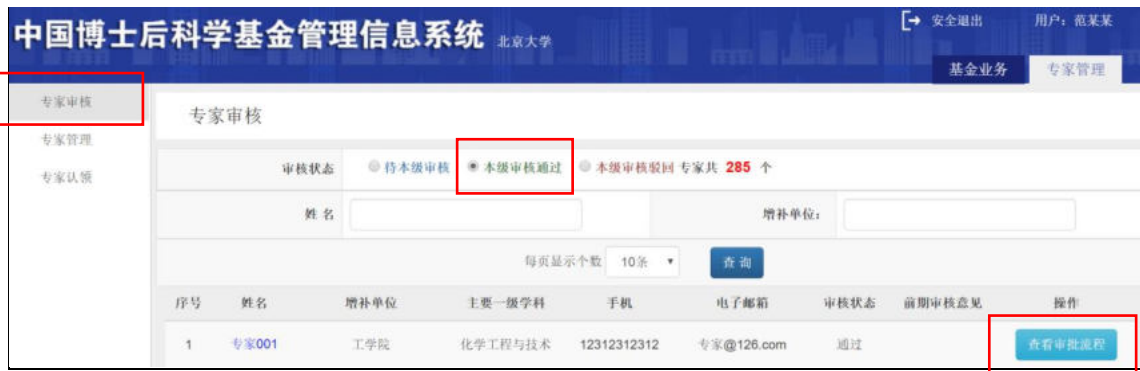 安全退出 用户：范某某
中国博士后科学基金管理信息系统 北京大学
基金业务 专家管理
专家审核
专家管理
专家认领
专家审核
审核状态 待本级审核 本级审核通过 本级审核驳回 专家共 285 个
姓名 增补单位：
每页显示个数 10条 查询
序号 姓名 增补单位 主要一级学科 手机 电子邮箱 审核状态 前期审核意见 操作
1 专家001 工学院 化学工程与技术 12312312312 专家@126.com 通过 查看审批流程